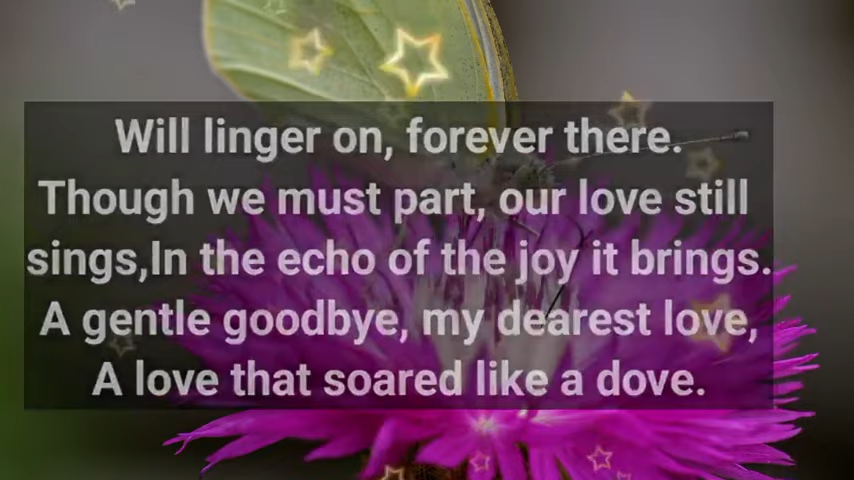 Will linger on, forever there.
Though we must part, our love still
sings,In the echo of the joy it brings.
A gentle goodbye, my dearest love,
A love that soared like a dove.